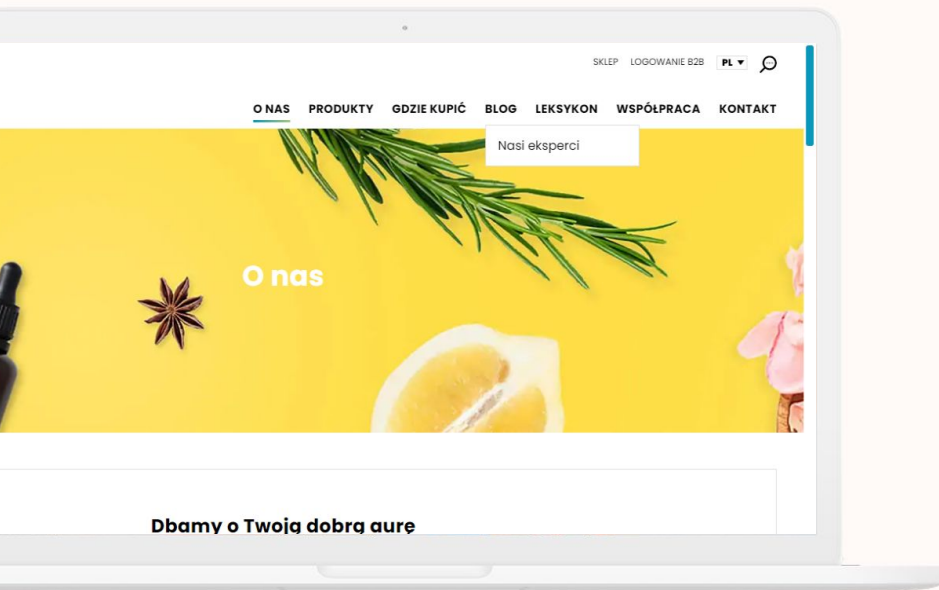 SKLEP LOGOWANIE B2B PL
O NAS PRODUKTY GDZIE KUPIĆ BLOG LEKSYKON WSPÓŁPRACA KONTAKT
Nasi eksperci
O nas
Dbamy o Twoją dobrą aurę